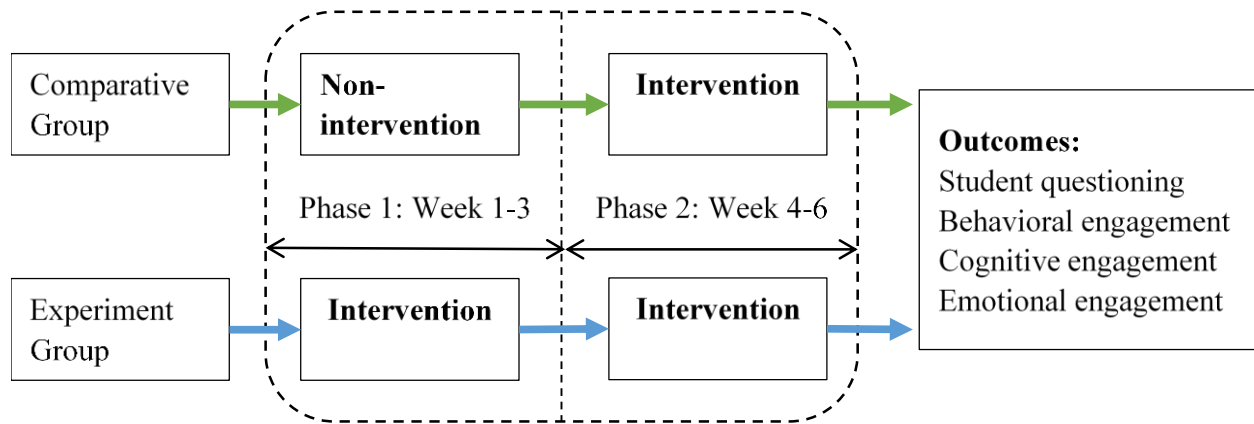 Comparative
Group
Non-
intervention
Intervention
Outcomes:
Student questioning
Behavioral engagement
Cognitive engagement
Emotional engagement
Phase 1: Week 1-3
Phase 2: Week 4-6
Experiment
Group
Intervention
Intervention